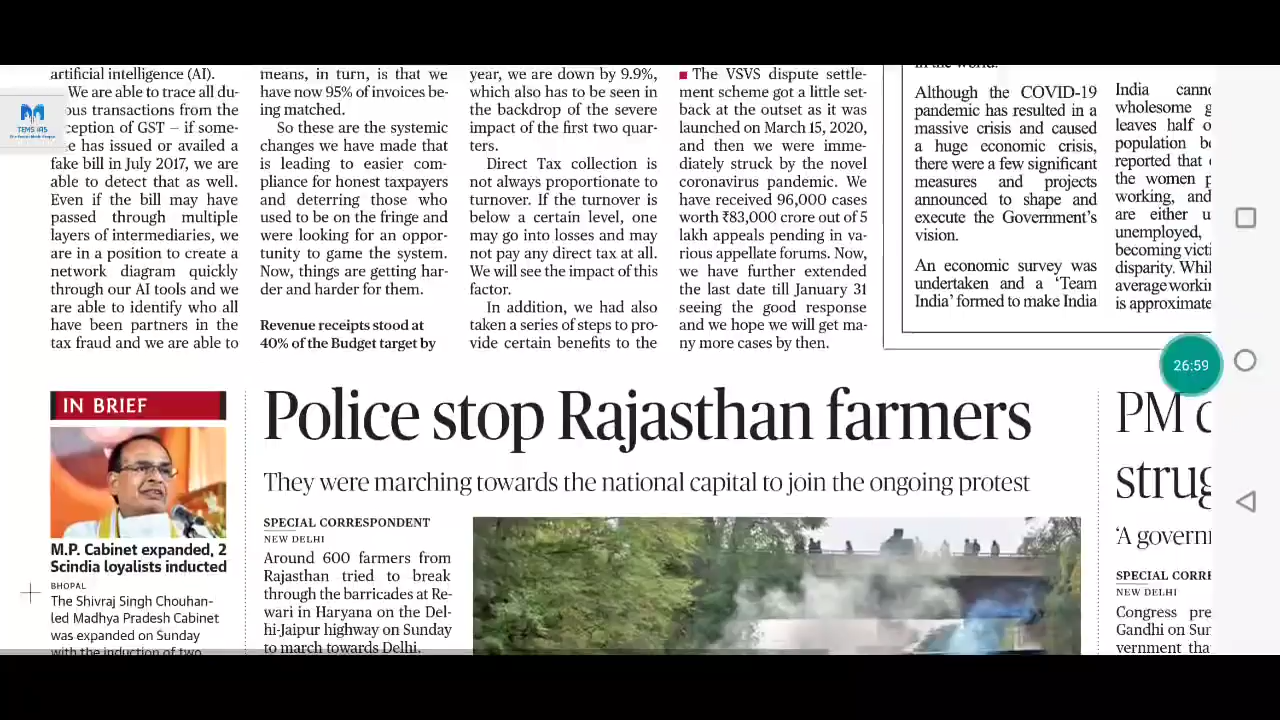 artificial intelligence (AI).
We are able to trace all du-
ous transactions from the
ception of GST – if some-
has issued or availed a
fake bill in July 2017, we are
able to detect that as well.
Even if the bill may have
passed through multiple
layers of intermediaries, we
are in a position to create a
network diagram quickly
through our AI tools and we
are able to identify who all
have been partners in the
tax fraud and we are able to
means, in turn, is that we
have now 95% of invoices be-
ing matched.
So these are the systemic
changes we have made that
is leading to easier com-
pliance for honest taxpayers
and deterring those who
used to be on the fringe and
were looking for an oppor-
tunity to game the system.
Now, things are getting har-
der and harder for them.
Revenue receipts stood at
40% of the Budget target by
year, we are down by 9.9%,
which also has to be seen in
the backdrop of the severe
impact of the first two quar-
ters.
Direct Tax collection is
not always proportionate to
turnover. If the turnover is
below a certain level, one
may go into losses and may
not pay any direct tax at all.
We will see the impact of this
factor.
In addition, we had also
taken a series of steps to pro-
vide certain benefits to the
■ The VSVS dispute settle-
ment scheme got a little set-
back at the outset as it was
launched on March 15, 2020,
and then we were imme-
diately struck by the novel
coronavirus pandemic. We
have received 96,000 cases
worth ₹83,000 crore out of 5
lakh appeals pending in va-
rious appellate forums. Now,
we have further extended
the last date till January 31
seeing the good response
and we hope we will get ma-
ny more cases by then.
in the world.
Although the COVID-19
pandemic has resulted in a
massive crisis and caused
a huge economic crisis,
there were a few significant
measures and projects
announced to shape and
execute the Government's
vision.
An economic survey was
undertaken and a 'Team
India' formed to make India
India
wholesome
leaves half
population
reported that
the women
working, and
are either
unemployed,
becoming
disparity.
average
is
TEMS IAS
26:59
IN BRIEF
M.P. Cabinet expanded, 2
Scindia loyalists inducted
BHOPAL
The Shivraj Singh Chouhan-
led Madhya Pradesh Cabinet
was expanded on Sunday
with the induction of two
Police stop Rajasthan farmers
They were marching towards the national capital to join the ongoing protest
SPECIAL CORRESPONDENT
NEW DELHI
Around 600 farmers from
Rajasthan tried to break
through the barricades at Re-
wari in Haryana on the Del-
hi-Jaipur highway on Sunday
to march towards Delhi.
PM
'A
SPECIAL
NEW DELHI
Congress
Gandhi on